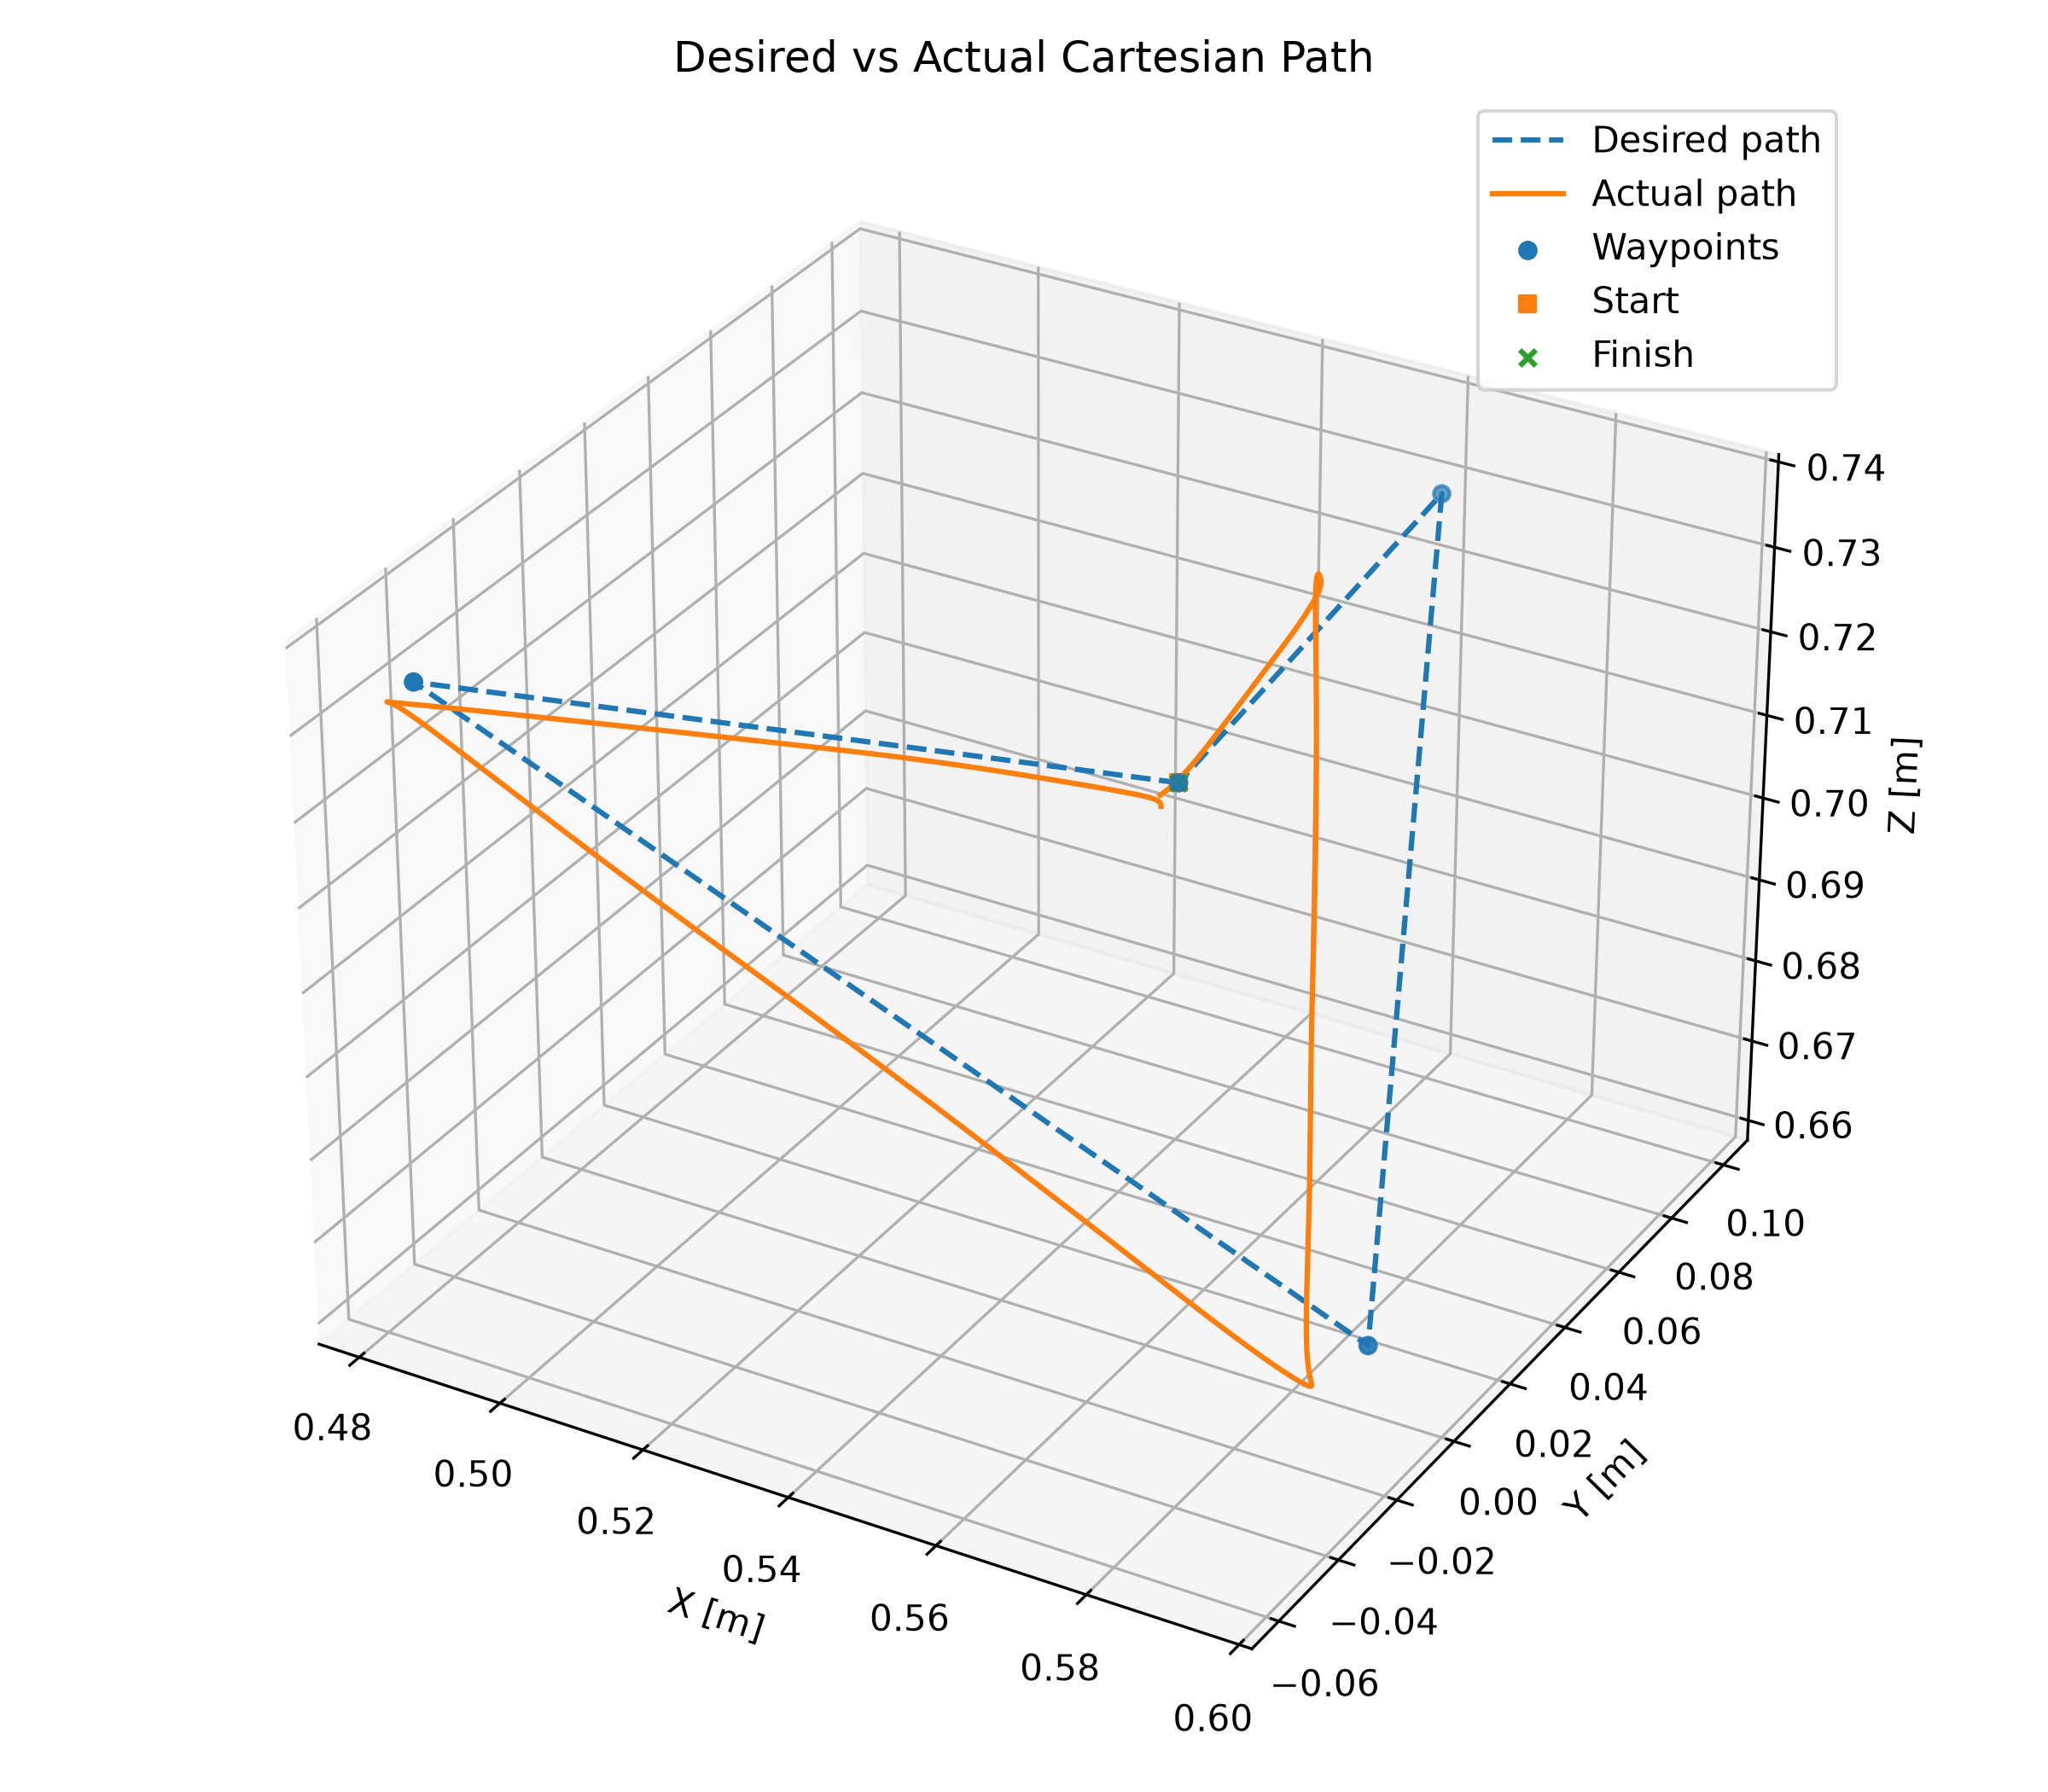 Desired vs Actual Cartesian Path
Desired path
Actual path
Waypoints
Start
Finish
0.74
0.73
0.72
0.71
0.70
0.69
0.68
0.67
0.66
Z [m]
0.10
0.08
0.06
0.04
0.02
0.00
−0.02
−0.04
−0.06
Y [m]
0.48
0.50
0.52
0.54
0.56
0.58
0.60
X [m]